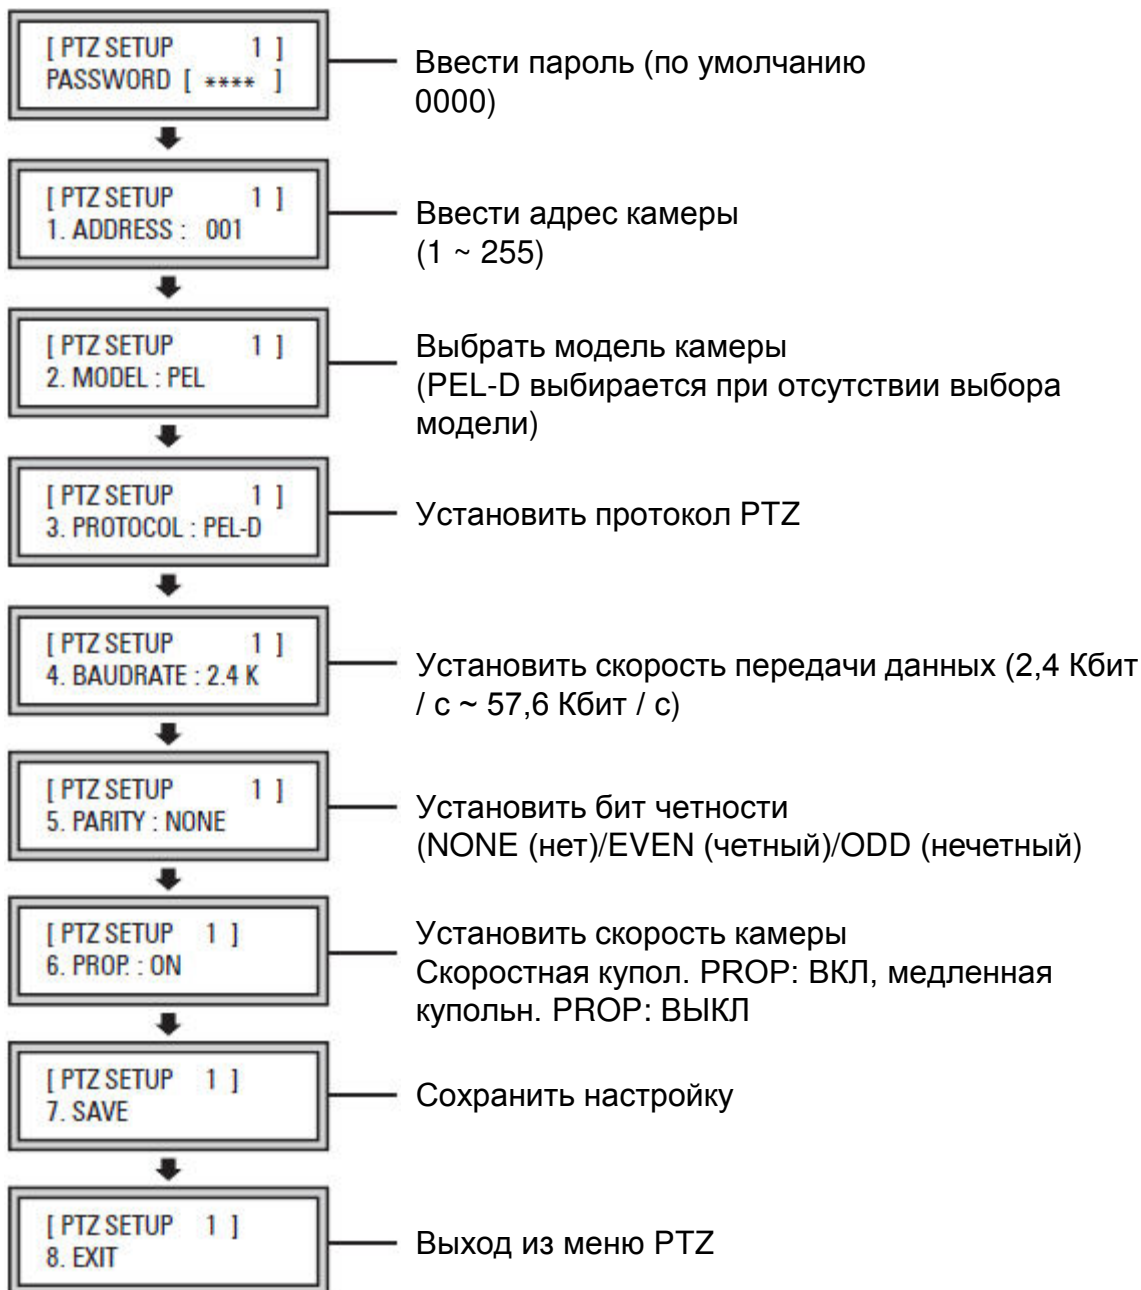 [ PTZ SETUP 1 ]
PASSWORD [ **** ]
Ввести пароль (по умолчанию
0000)
[ PTZ SETUP 1 ]
1. ADDRESS : 001
Ввести адрес камеры
(1 ~ 255)
[ PTZ SETUP 1 ]
2. MODEL : PEL
Выбрать модель камеры
(PEL-D выбирается при отсутствии выбора
модели)
[ PTZ SETUP 1 ]
3. PROTOCOL : PEL-D
Установить протокол PTZ
[ PTZ SETUP 1 ]
4. BAUDRATE : 2.4 K
Установить скорость передачи данных (2,4 Кбит
/ с ~ 57,6 Кбит / с)
[ PTZ SETUP 1 ]
5. PARITY : NONE
Установить бит четности
(NONE (нет)/EVEN (четный)/ODD (нечетный)
[ PTZ SETUP 1 ]
6. PROP. : ON
Установить скорость камеры
Скоростная купол. PROP: ВКЛ, медленная
купольн. PROP: ВЫКЛ
[ PTZ SETUP 1 ]
7. SAVE
Сохранить настройку
[ PTZ SETUP 1 ]
8. EXIT
Выход из меню PTZ